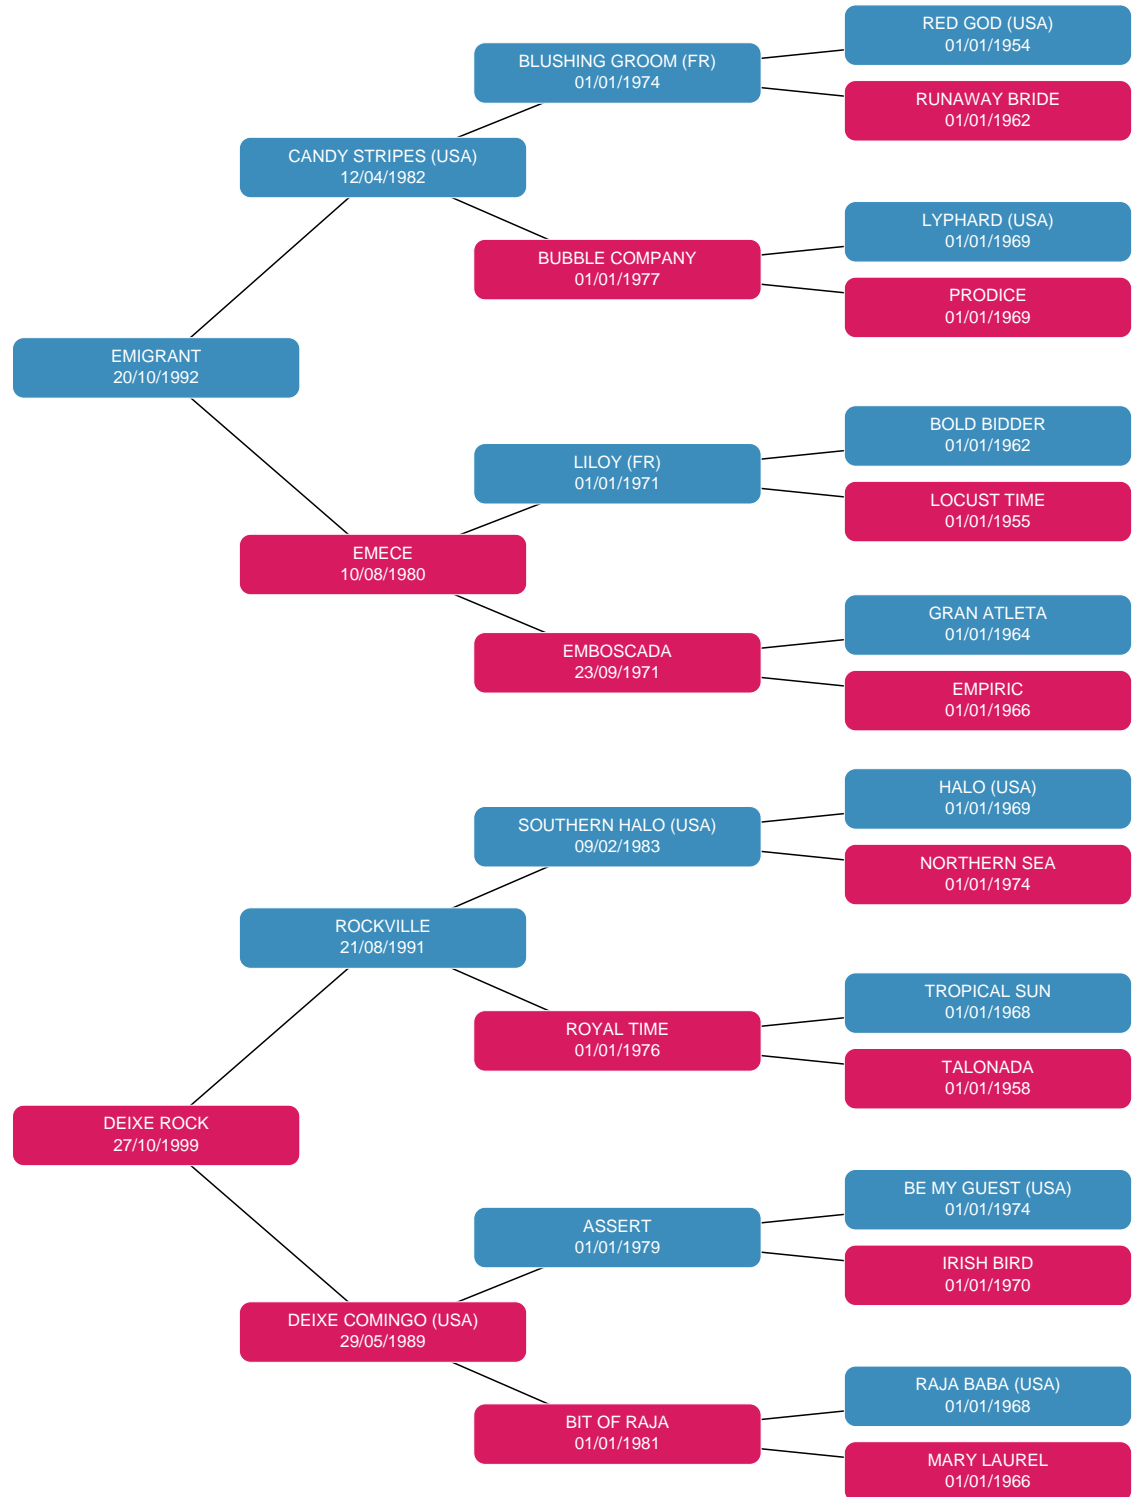 RED GOD (USA)
01/01/1954
BLUSHING GROOM (FR)
01/01/1974
RUNAWAY BRIDE
01/01/1962
CANDY STRIPES (USA)
12/04/1982
LYPHARD (USA)
01/01/1969
BUBBLE COMPANY
01/01/1977
PRODICE
01/01/1969
EMIGRANT
20/10/1992
BOLD BIDDER
01/01/1962
LILOY (FR)
01/01/1971
LOCUST TIME
01/01/1955
EMECE
10/08/1980
GRAN ATLETA
01/01/1964
EMBOSCADA
23/09/1971
EMPIRIC
01/01/1966
HALO (USA)
01/01/1969
SOUTHERN HALO (USA)
09/02/1983
NORTHERN SEA
01/01/1974
ROCKVILLE
21/08/1991
TROPICAL SUN
01/01/1968
ROYAL TIME
01/01/1976
TALONADA
01/01/1958
DEIXE ROCK
27/10/1999
BE MY GUEST (USA)
01/01/1974
ASSERT
01/01/1979
IRISH BIRD
01/01/1970
DEIXE COMINGO (USA)
29/05/1989
RAJA BABA (USA)
01/01/1968
BIT OF RAJA
01/01/1981
MARY LAUREL
01/01/1966